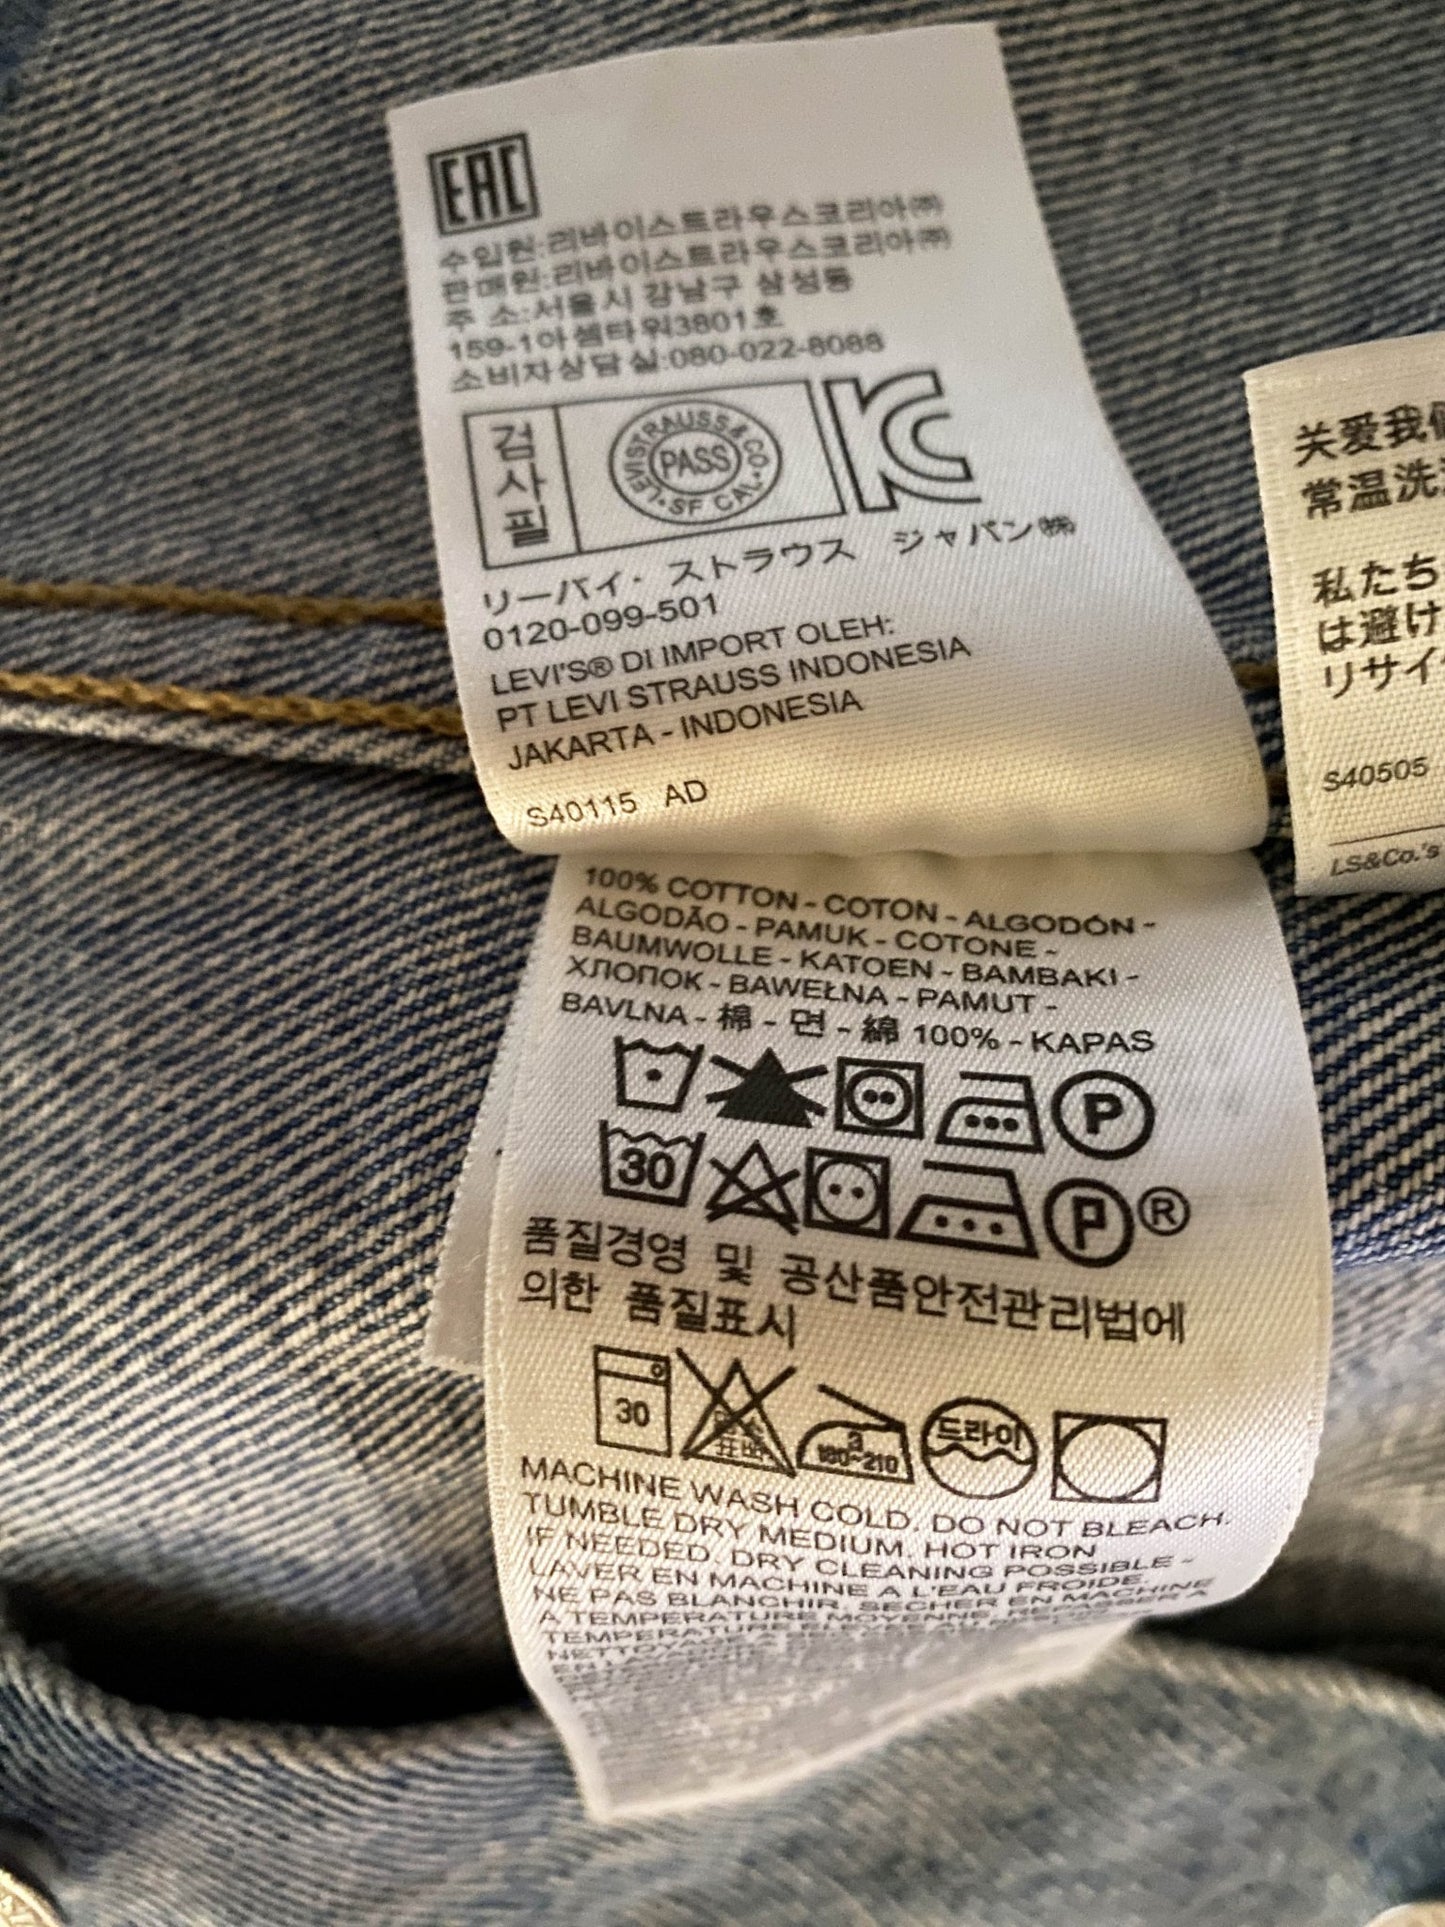 EAC
수입원:리바이스트라우스코리아㈜
판매원:리바이스트라우스코리아㈜
주 소:서울시 강남구 삼성동
159-1아셈타워3801호
소비자상담실:080-022-8088
검사필
LEVI STRAUSS & CO
PASS
SF CAL
KC
リーバイ・ストラウス ジャパン㈱
0120-099-501
LEVI'S® DI IMPORT OLEH:
PT LEVI STRAUSS INDONESIA
JAKARTA - INDONESIA
S40115 AD
100% COTTON - COTON - ALGODÓN -
ALGODÃO - PAMUK - COTONE -
BAUMWOLLE - KATOEN - BAMBAKI -
ХЛОПОК - BAWEŁNA - PAMUT -
BAVLNA - 棉 - 면 - 綿 100% - KAPAS
P
30 P ®
품질경영 및 공산품안전관리법에
의한 품질표시
30 3 180~210 드라이
MACHINE WASH COLD. DO NOT BLEACH.
TUMBLE DRY MEDIUM. HOT IRON
IF NEEDED. DRY CLEANING POSSIBLE -
LAVER EN MACHINE A L'EAU FROIDE.
NE PAS BLANCHIR. SECHER EN MACHINE
A TEMPERATURE MOYENNE. REPASSER A
TEMPERATURE ELEVEE AU
NETTOYAGE A
关爱我
常温洗
私たち
は避け
リサイ
S40505
LS&Co.'s